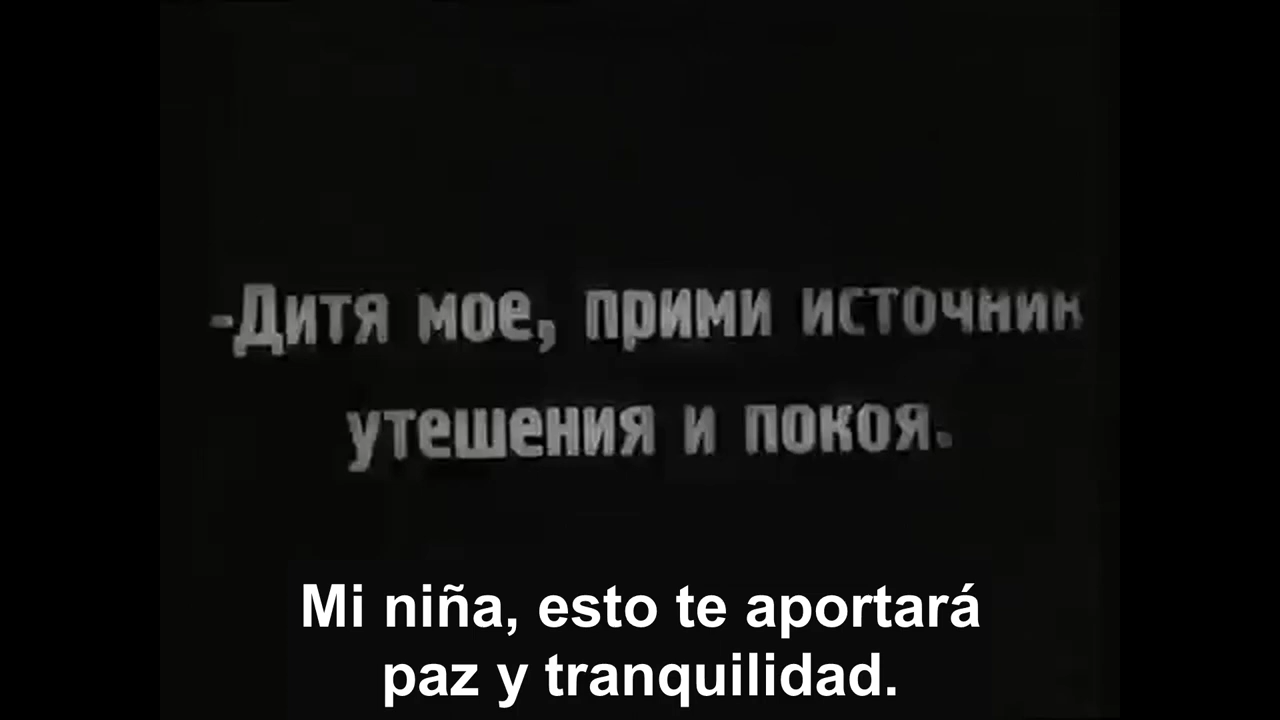 -Дитя мое, прими источник
утешения и покоя.
Mi niña, esto te aportará
paz y tranquilidad.